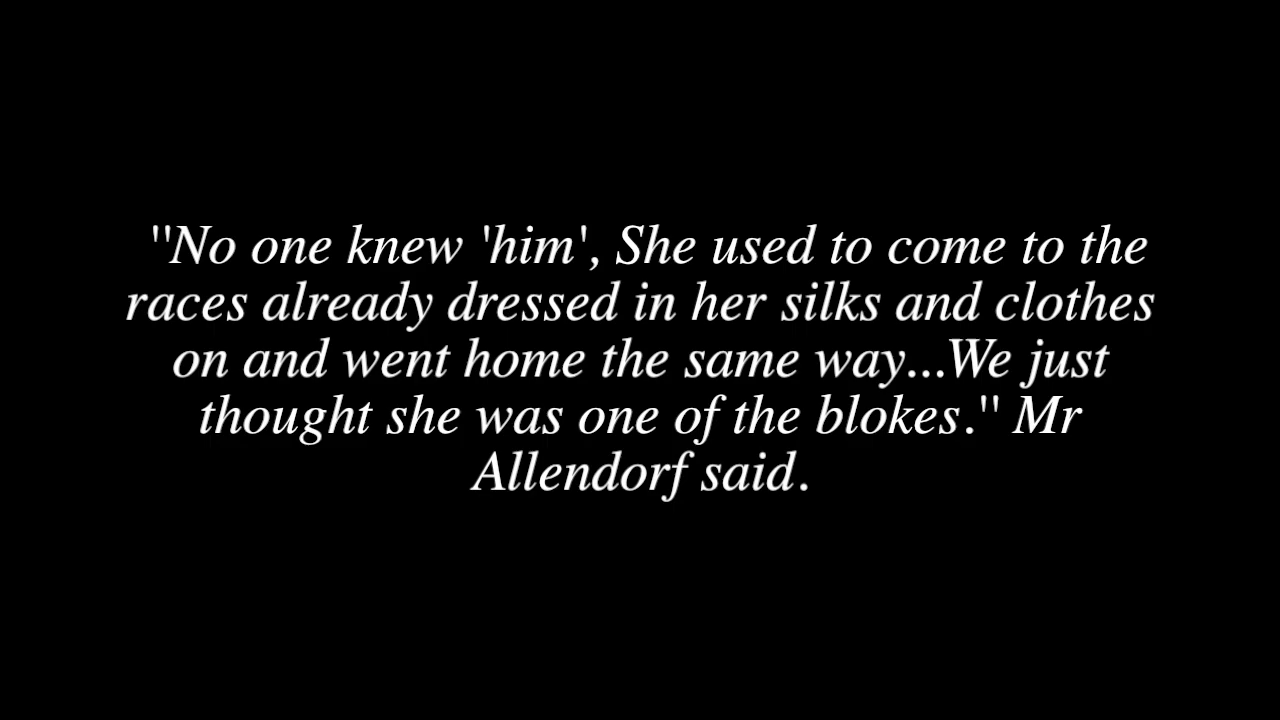 "No one knew 'him', She used to come to the
races already dressed in her silks and clothes
on and went home the same way...We just
thought she was one of the blokes." Mr
Allendorf said.